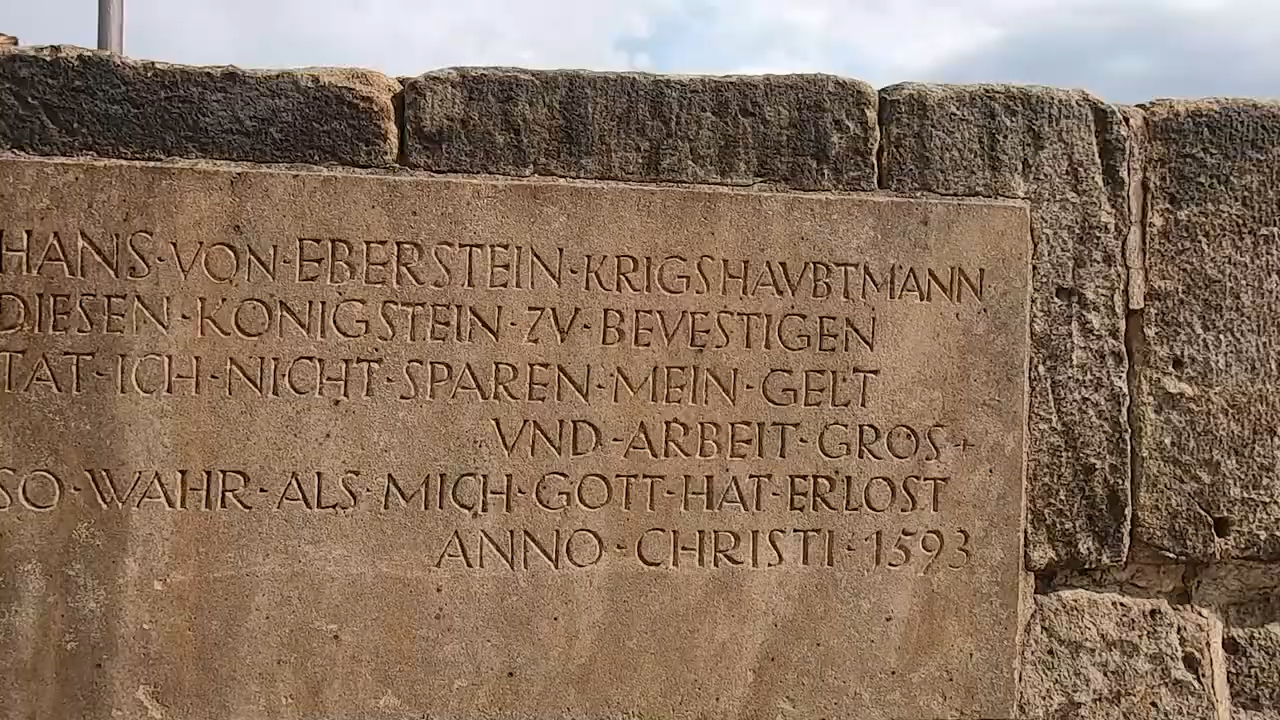 HANS·VON·EBERSTEIN·KRIGSHAVBTMANN
DIESEN·KONIGSTEIN·ZV·BEVESTIGEN
TAT·ICH·NICHT·SPAREN·MEIN·GELT
VND·ARBEIT·GROS+
SO·WAHR·ALS·MICH·GOTT·HAT·ERLOST
ANNO·CHRISTI·1593